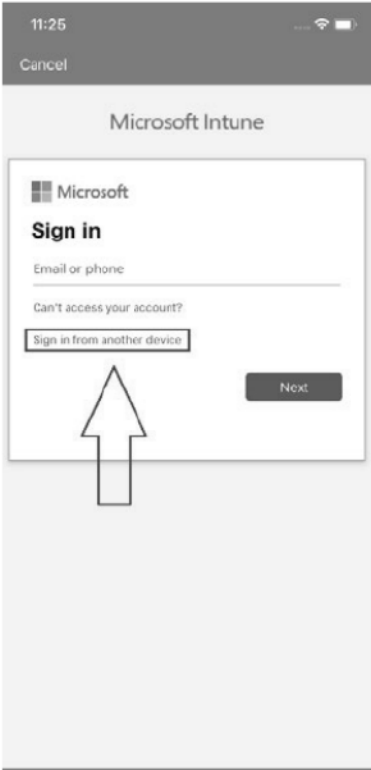 11:25
Cancel
Microsoft Intune
Microsoft
Sign in
Email or phone
Can't access your account?
Sign in from another device
Next